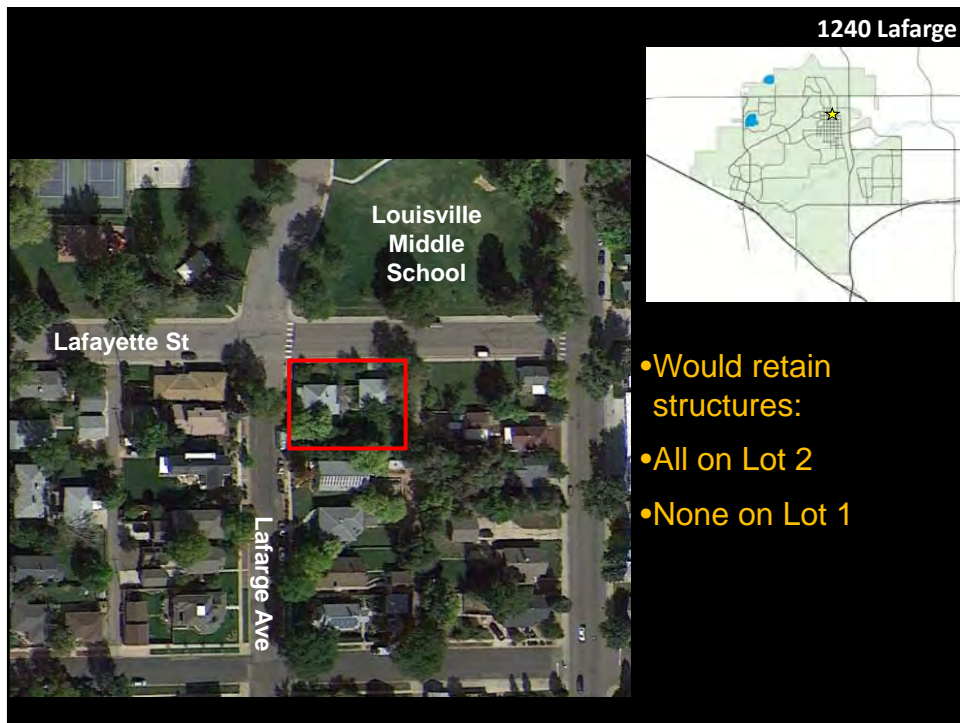 1240 Lafarge
Louisville
Middle
School
Lafayette St
Lafarge Ave
•Would retain
structures:
•All on Lot 2
•None on Lot 1